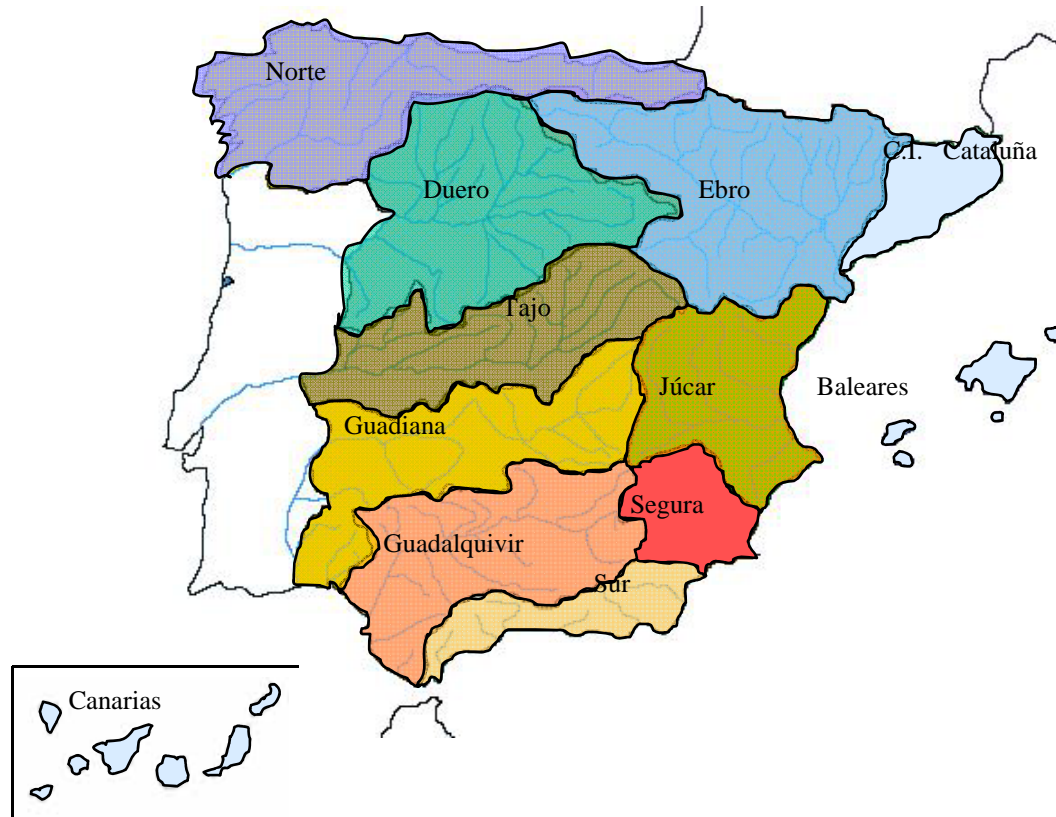 Norte
C.I. Cataluña
Duero
Ebro
Tajo
Júcar
Baleares
Guadiana
Segura
Guadalquivir
Sur
Canarias